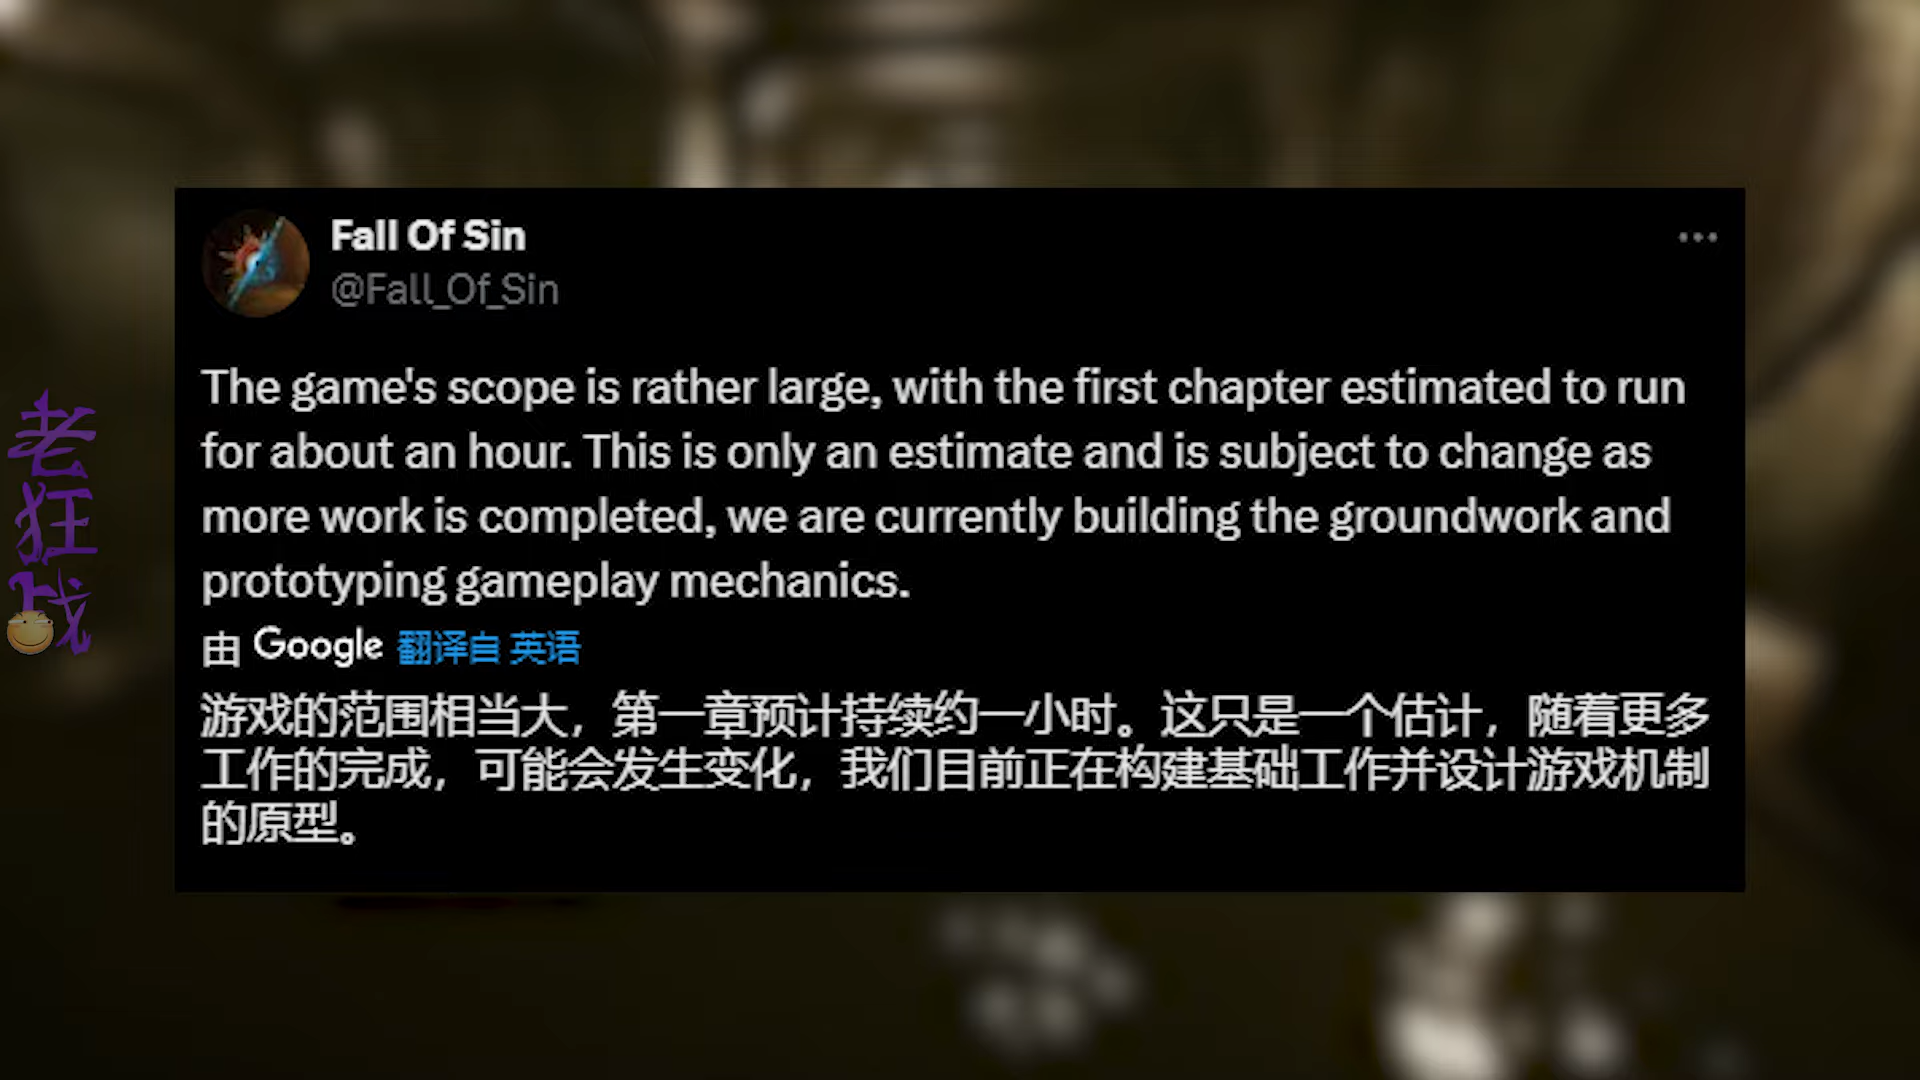 Fall Of Sin
@Fall_Of_Sin
The game's scope is rather large, with the first chapter estimated to run
for about an hour. This is only an estimate and is subject to change as
more work is completed, we are currently building the groundwork and
prototyping gameplay mechanics.
由 Google 翻译自 英语
游戏的范围相当大，第一章预计持续约一小时。这只是一个估计，随着更多
工作的完成，可能会发生变化，我们目前正在构建基础工作并设计游戏机制
的原型。
老狂戏